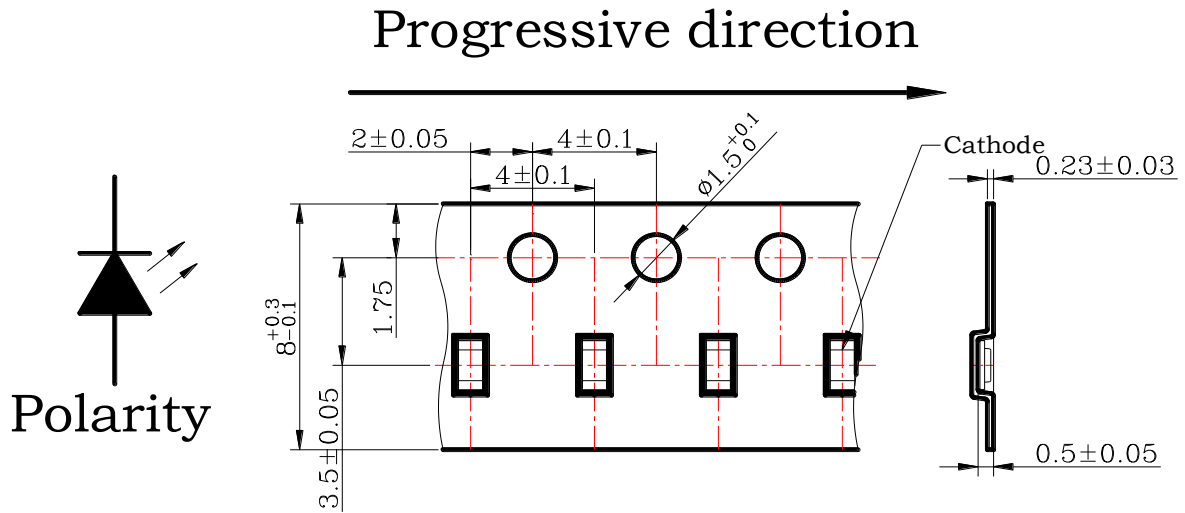 Progressive direction
2±0.05
4±0.1
4±0.1
ø1.5 +0.1 0
Cathode
0.23±0.03
8 +0.3 -0.1
1.75
3.5±0.05
Polarity
0.5±0.05